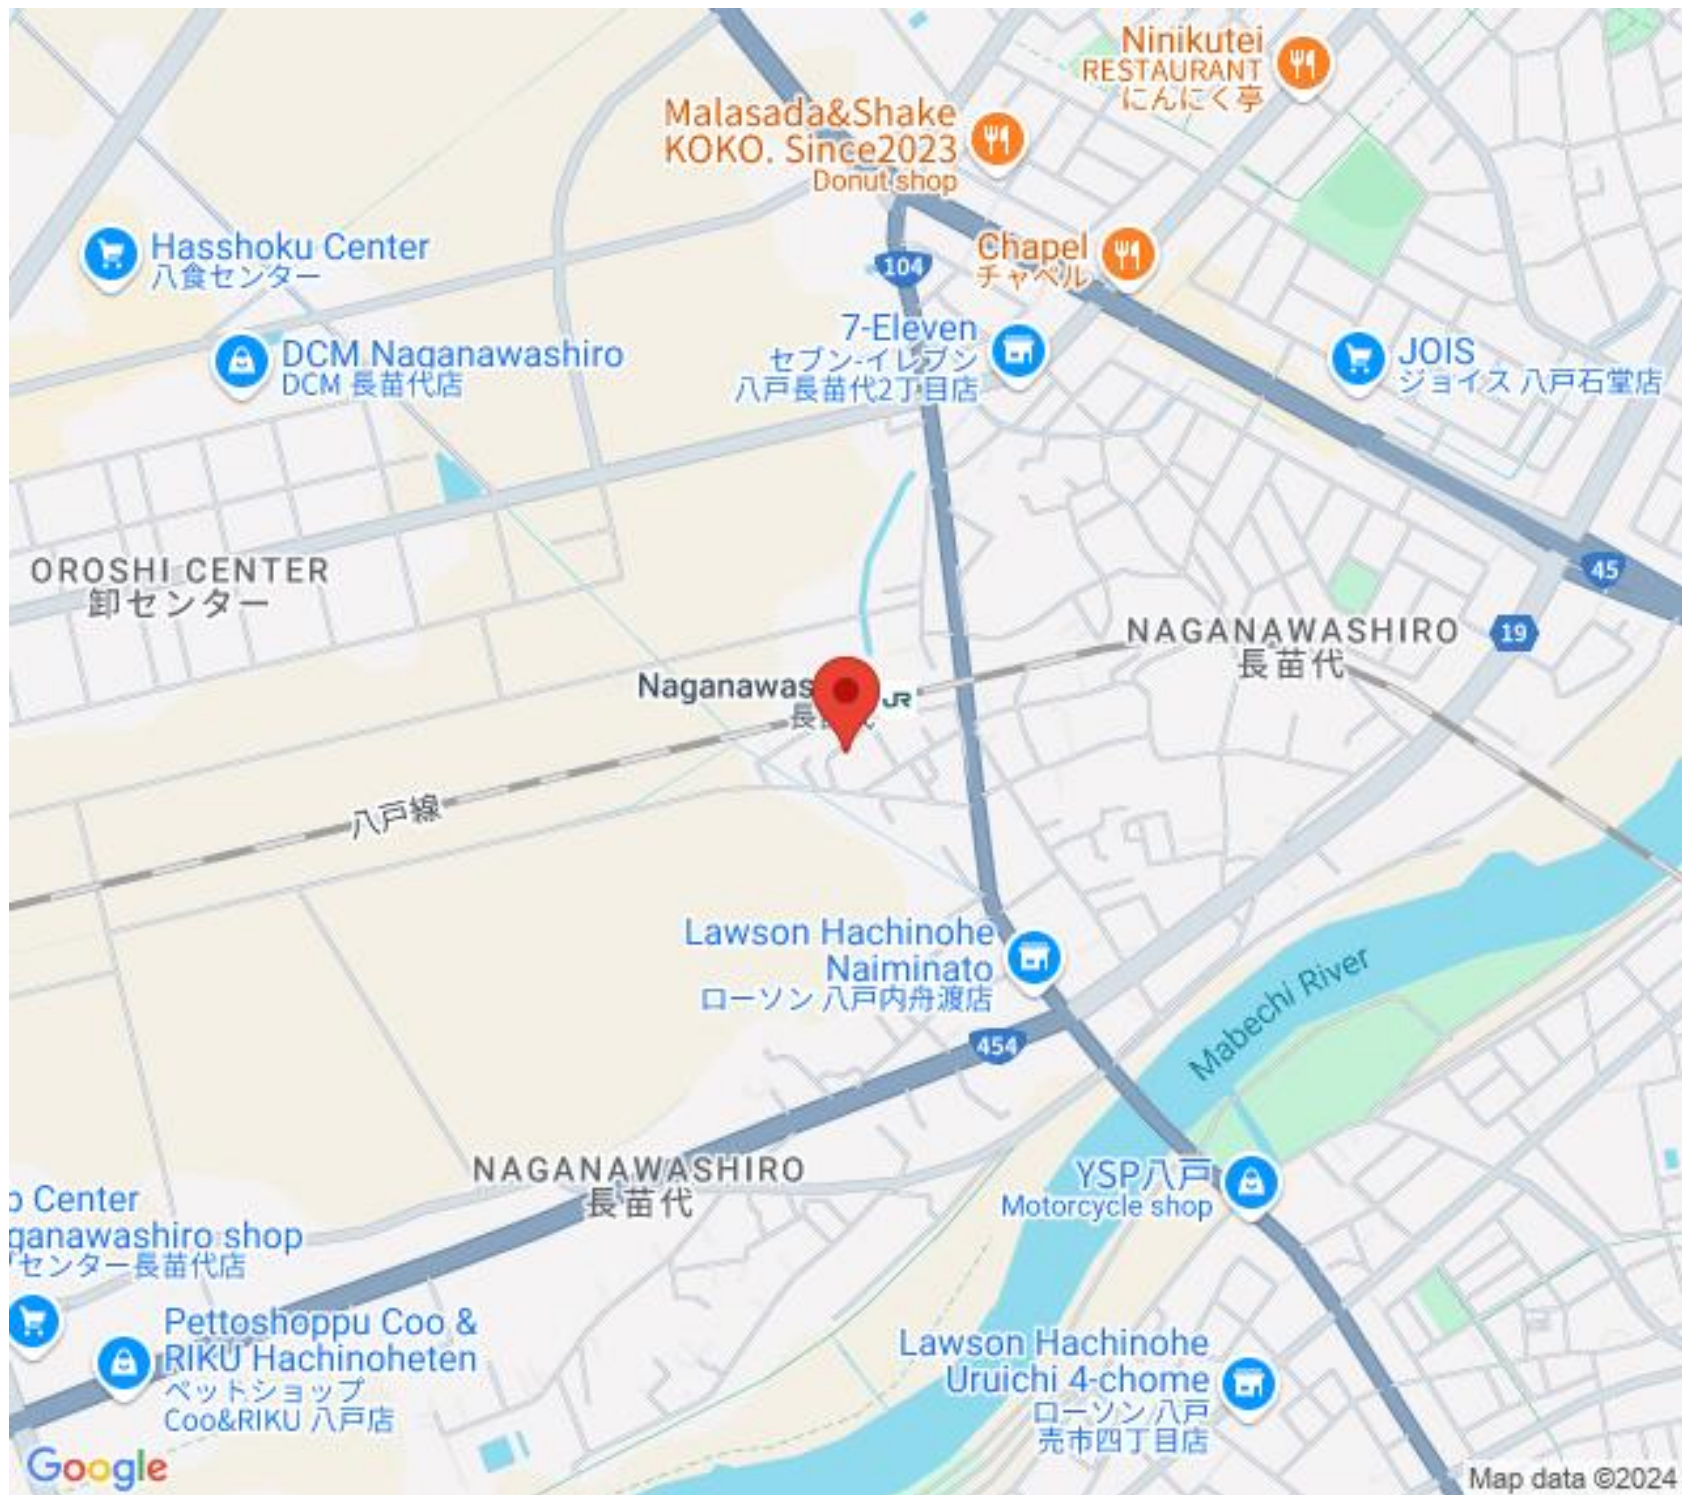 Ninikutei
RESTAURANT
にんにく亭
Malasada&Shake
KOKO. Since2023
Donut shop
Hasshoku Center
八食センター
104
Chapel
チャペル
7-Eleven
セブン-イレブン
八戸長苗代2丁目店
DCM Naganawashiro
DCM 長苗代店
JOIS
ジョイス 八戸石堂店
OROSHI CENTER
卸センター
45
19
NAGANAWASHIRO
長苗代
Naganawas
JR
八戸線
Lawson Hachinohe
Naiminato
ローソン 八戸内舟渡店
454
Mabechi River
NAGANAWASHIRO
長苗代
YSP八戸
Motorcycle shop
Center
ganawashiro shop
センター長苗代店
Pettoshoppu Coo &
RIKU Hachinoheten
ペットショップ
Coo&RIKU 八戸店
Lawson Hachinohe
Uruichi 4-chome
ローソン 八戸
売市四丁目店
Google
Map data ©2024